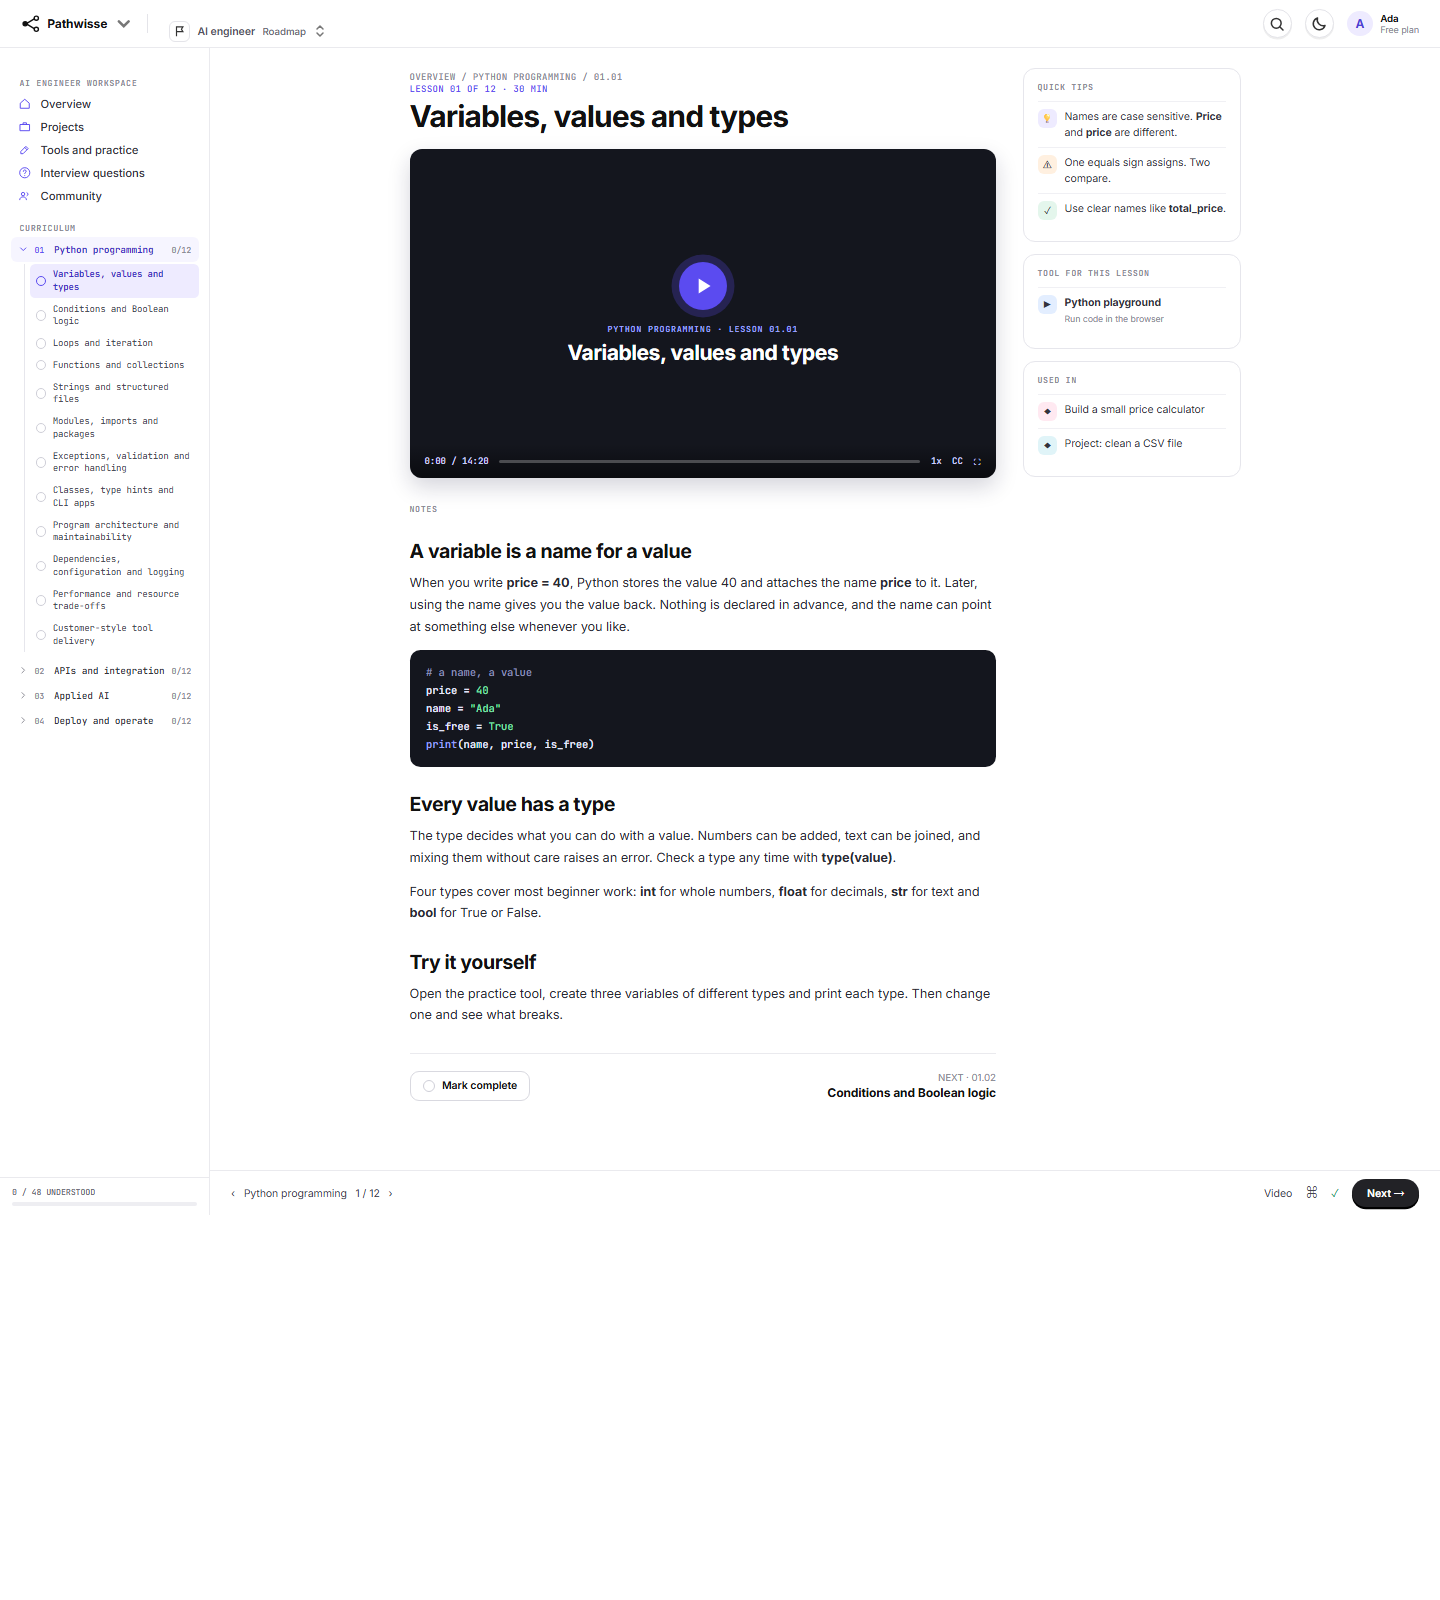 Pathwisse
AI engineer Roadmap
A
Ada
Free plan
AI ENGINEER WORKSPACE
Overview
Projects
Tools and practice
Interview questions
Community
CURRICULUM
01 Python programming 0/12
Variables, values and
types
Conditions and Boolean
logic
Loops and iteration
Functions and collections
Strings and structured
files
Modules, imports and
packages
Exceptions, validation and
error handling
Classes, type hints and
CLI apps
Program architecture and
maintainability
Dependencies,
configuration and logging
Performance and resource
trade-offs
Customer-style tool
delivery
02 APIs and integration 0/12
03 Applied AI 0/12
04 Deploy and operate 0/12
0 / 48 UNDERSTOOD
OVERVIEW / PYTHON PROGRAMMING / 01.01
LESSON 01 OF 12 · 30 MIN
Variables, values and types
PYTHON PROGRAMMING · LESSON 01.01
Variables, values and types
0:00 / 14:20 1x CC
NOTES
A variable is a name for a value
When you write price = 40, Python stores the value 40 and attaches the name price to it. Later,
using the name gives you the value back. Nothing is declared in advance, and the name can point
at something else whenever you like.
# a name, a value
price = 40
name = "Ada"
is_free = True
print(name, price, is_free)
Every value has a type
The type decides what you can do with a value. Numbers can be added, text can be joined, and
mixing them without care raises an error. Check a type any time with type(value).
Four types cover most beginner work: int for whole numbers, float for decimals, str for text and
bool for True or False.
Try it yourself
Open the practice tool, create three variables of different types and print each type. Then change
one and see what breaks.
Mark complete
NEXT · 01.02
Conditions and Boolean logic
QUICK TIPS
Names are case sensitive. Price
and price are different.
One equals sign assigns. Two
compare.
Use clear names like total_price.
TOOL FOR THIS LESSON
Python playground
Run code in the browser
USED IN
Build a small price calculator
Project: clean a CSV file
‹ Python programming 1 / 12 ›
Video ⌘ ✓ Next →